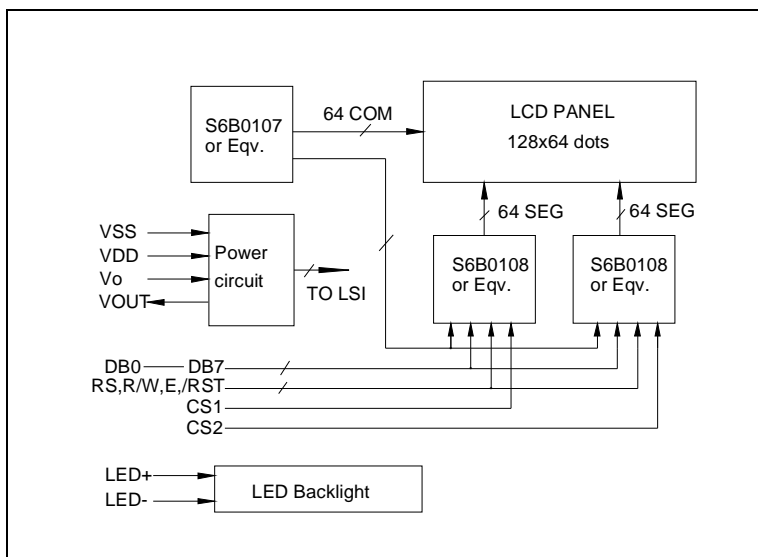 S6B0107
or Eqv.
64 COM
LCD PANEL
128x64 dots
64 SEG
64 SEG
VSS
VDD
Vo
VOUT
Power
circuit
TO LSI
S6B0108
or Eqv.
S6B0108
or Eqv.
DB0 DB7
RS,R/W,E,/RST
CS1
CS2
LED+
LED-
LED Backlight